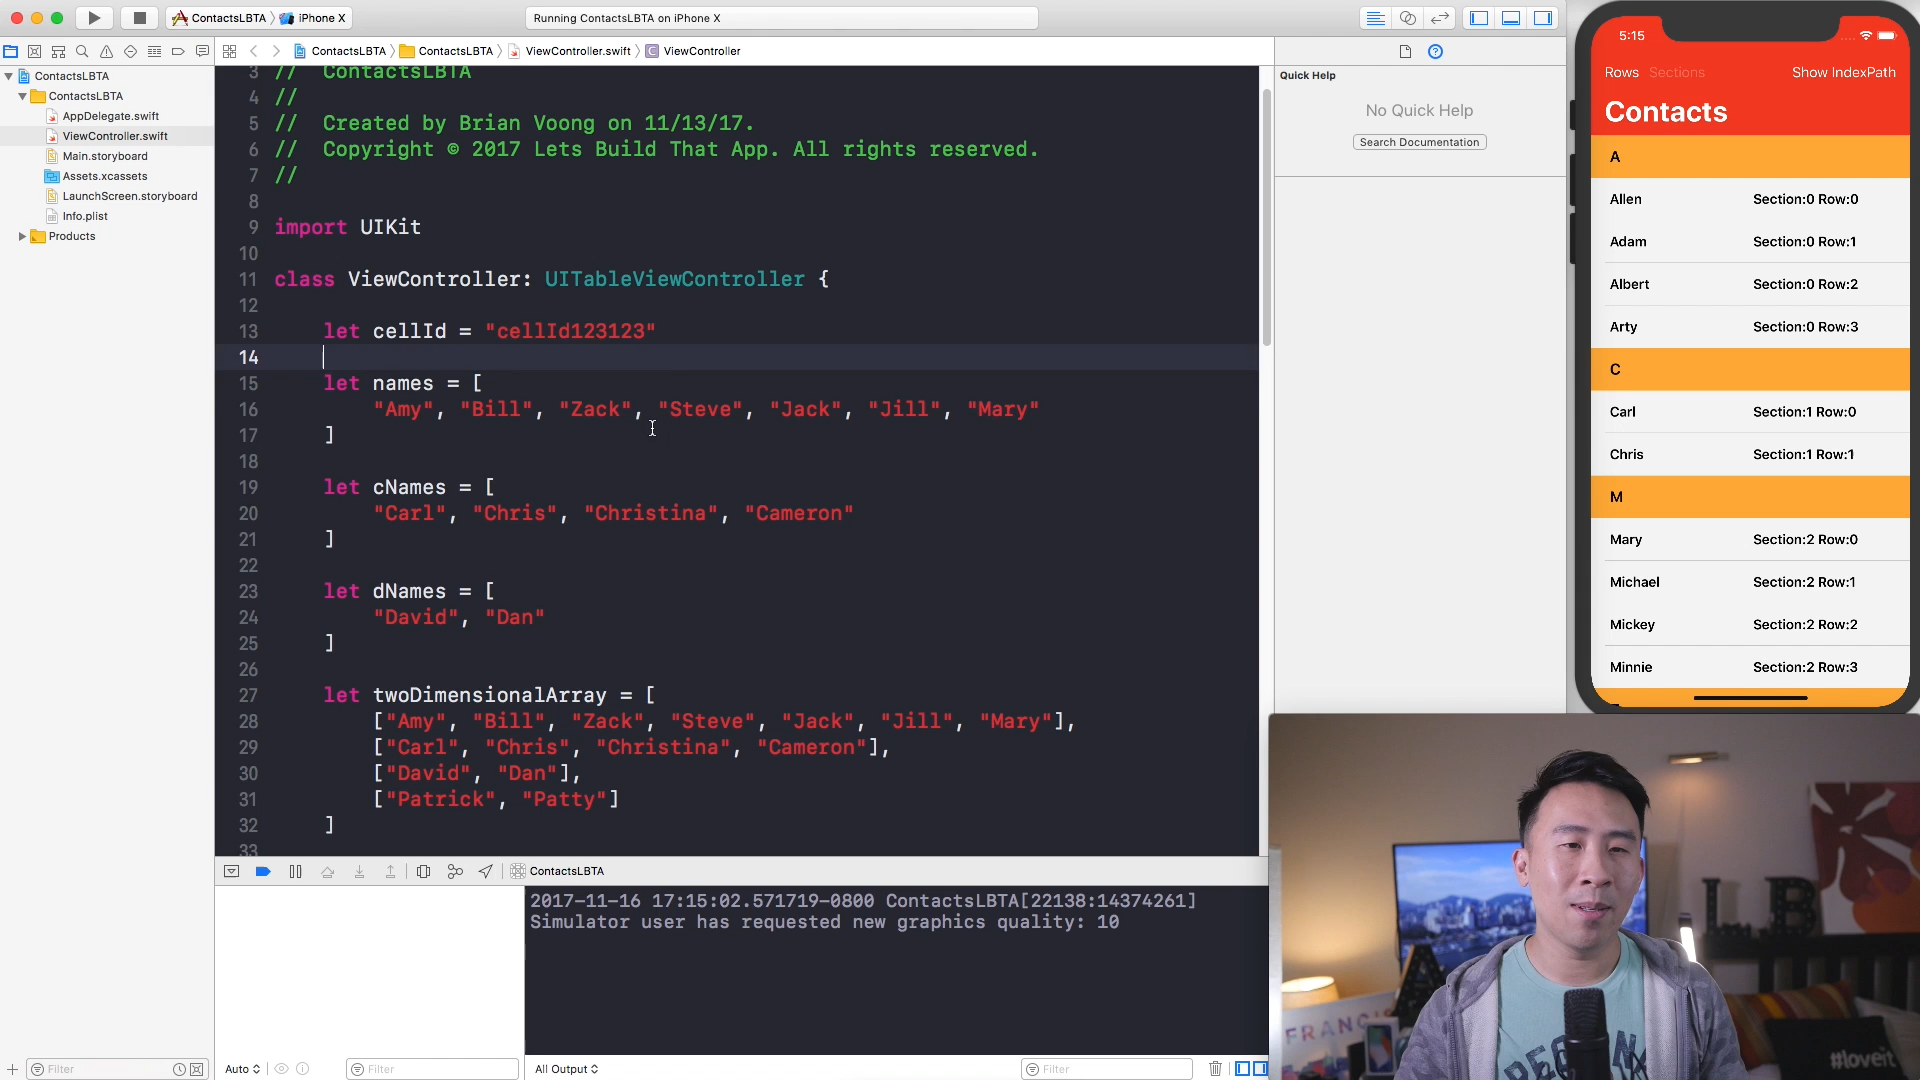 ContactsLBTA 〉 iPhone X
Running ContactsLBTA on iPhone X
ContactsLBTA 〉 ContactsLBTA 〉 ViewController.swift 〉 C ViewController
ContactsLBTA
ContactsLBTA
AppDelegate.swift
ViewController.swift
Main.storyboard
Assets.xcassets
LaunchScreen.storyboard
Info.plist
Products
3 // ContactsLBTA
4 //
5 // Created by Brian Voong on 11/13/17.
6 // Copyright © 2017 Lets Build That App. All rights reserved.
7 //
8
9 import UIKit
10
11 class ViewController: UITableViewController {
12
13 let cellId = "cellId123123"
14
15 let names = [
16 "Amy", "Bill", "Zack", "Steve", "Jack", "Jill", "Mary"
17 ]
18
19 let cNames = [
20 "Carl", "Chris", "Christina", "Cameron"
21 ]
22
23 let dNames = [
24 "David", "Dan"
25 ]
26
27 let twoDimensionalArray = [
28 ["Amy", "Bill", "Zack", "Steve", "Jack", "Jill", "Mary"],
29 ["Carl", "Chris", "Christina", "Cameron"],
30 ["David", "Dan"],
31 ["Patrick", "Patty"]
32 ]
33
Quick Help
No Quick Help
Search Documentation
5:15
Rows Sections Show IndexPath
Contacts
A
Allen Section:0 Row:0
Adam Section:0 Row:1
Albert Section:0 Row:2
Arty Section:0 Row:3
C
Carl Section:1 Row:0
Chris Section:1 Row:1
M
Mary Section:2 Row:0
Michael Section:2 Row:1
Mickey Section:2 Row:2
Minnie Section:2 Row:3
ContactsLBTA
2017-11-16 17:15:02.571719-0800 ContactsLBTA[22138:14374261]
Simulator user has requested new graphics quality: 10
Filter
Auto
Filter
All Output
Filter
LB
FRANCIS
#loveit